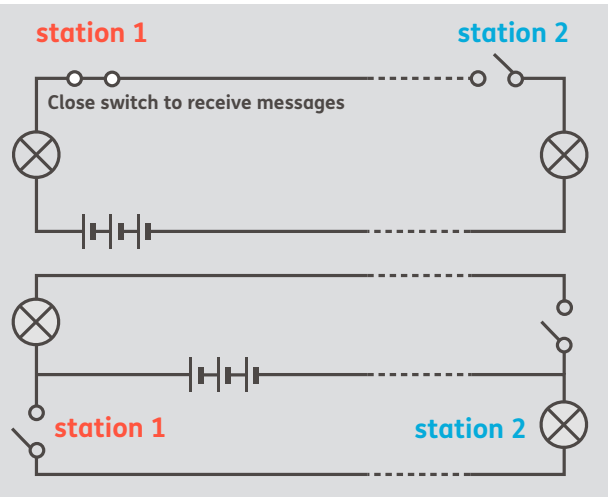 station 1
station 2
Close switch to receive messages
station 1
station 2